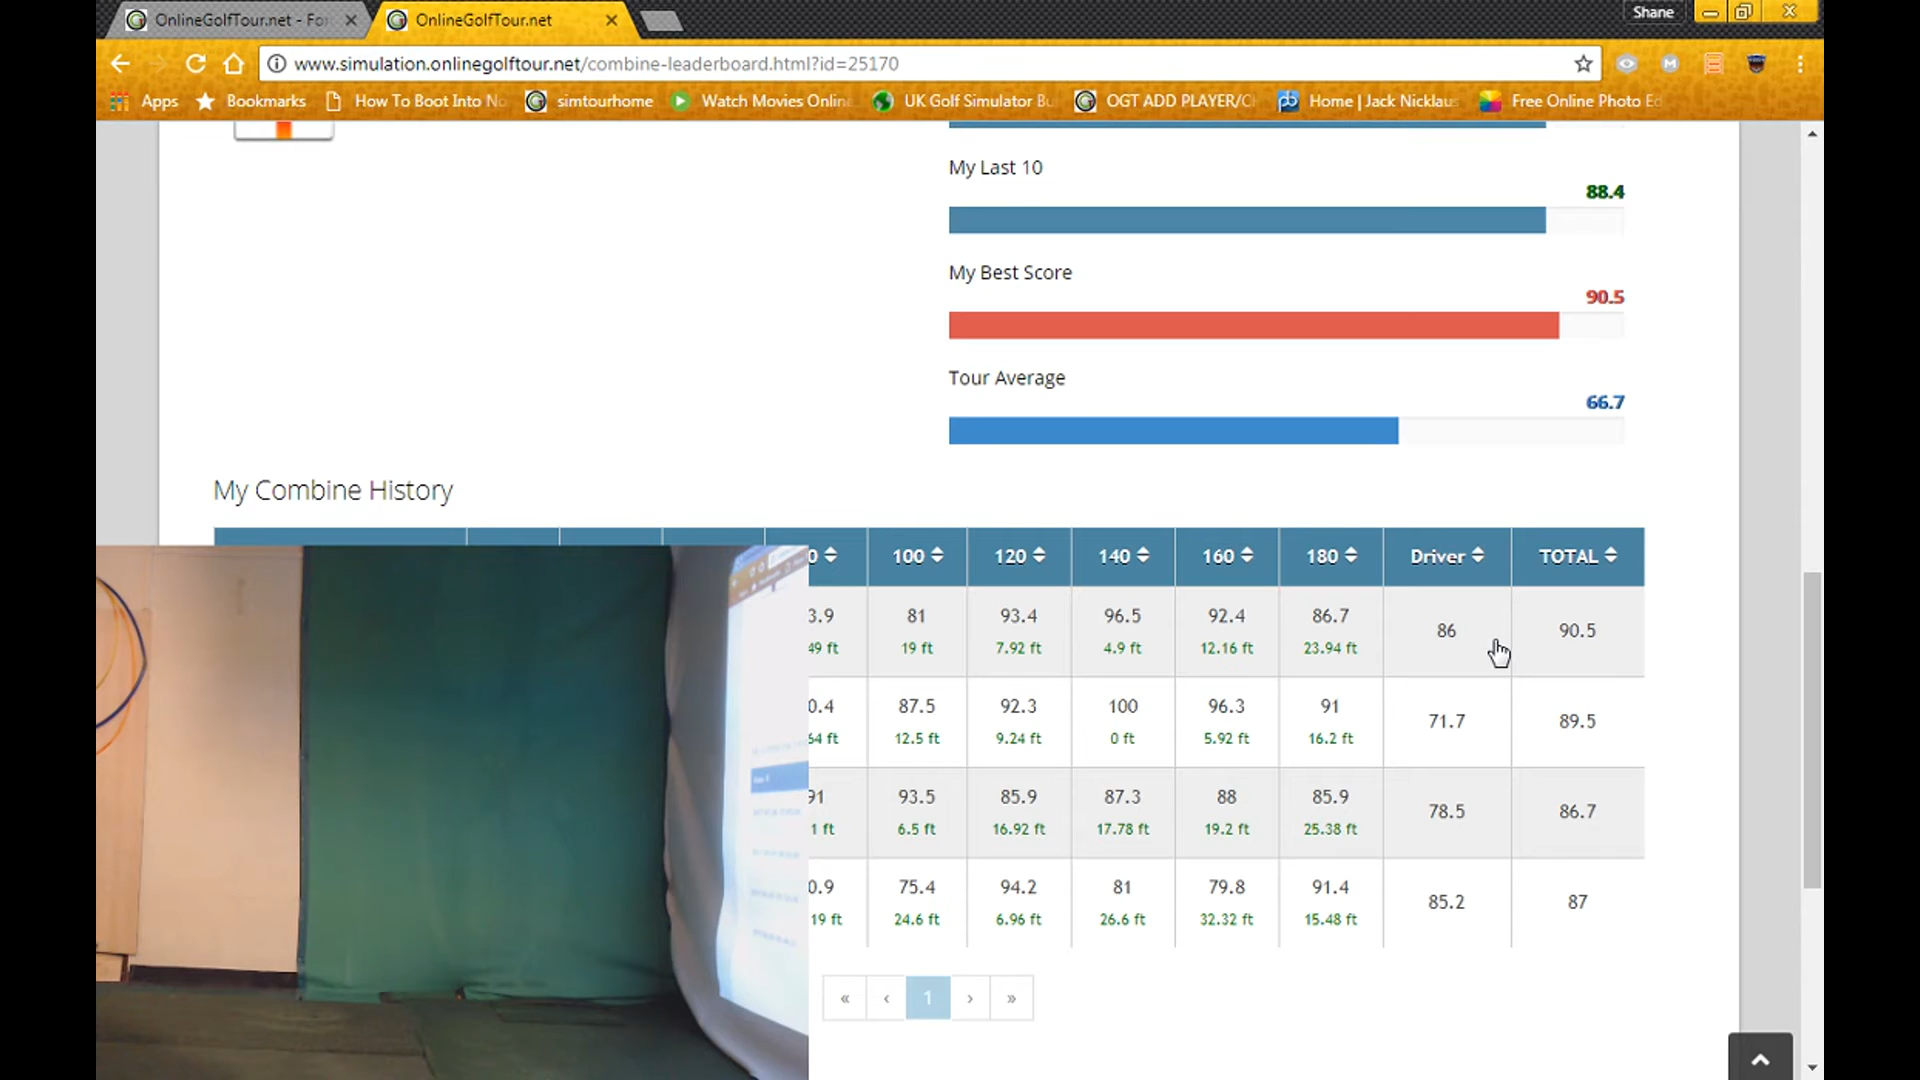 OnlineGolfTour.net - For
OnlineGolfTour.net
Shane
www.simulation.onlinegolftour.net/combine-leaderboard.html?id=25170
Apps
Bookmarks
How To Boot Into No
simtourhome
Watch Movies Online
UK Golf Simulator Bu
OGT ADD PLAYER/C
Home | Jack Nicklaus
Free Online Photo Ed
My Last 10
88.4
My Best Score
90.5
Tour Average
66.7
My Combine History
0 100 120 140 160 180 Driver TOTAL
3.9 81 93.4 96.5 92.4 86.7 86 90.5
49 ft 19 ft 7.92 ft 4.9 ft 12.16 ft 23.94 ft
0.4 87.5 92.3 100 96.3 91 71.7 89.5
64 ft 12.5 ft 9.24 ft 0 ft 5.92 ft 16.2 ft
91 93.5 85.9 87.3 88 85.9 78.5 86.7
1 ft 6.5 ft 16.92 ft 17.78 ft 19.2 ft 25.38 ft
0.9 75.4 94.2 81 79.8 91.4 85.2 87
19 ft 24.6 ft 6.96 ft 26.6 ft 32.32 ft 15.48 ft
« ‹ 1 › »